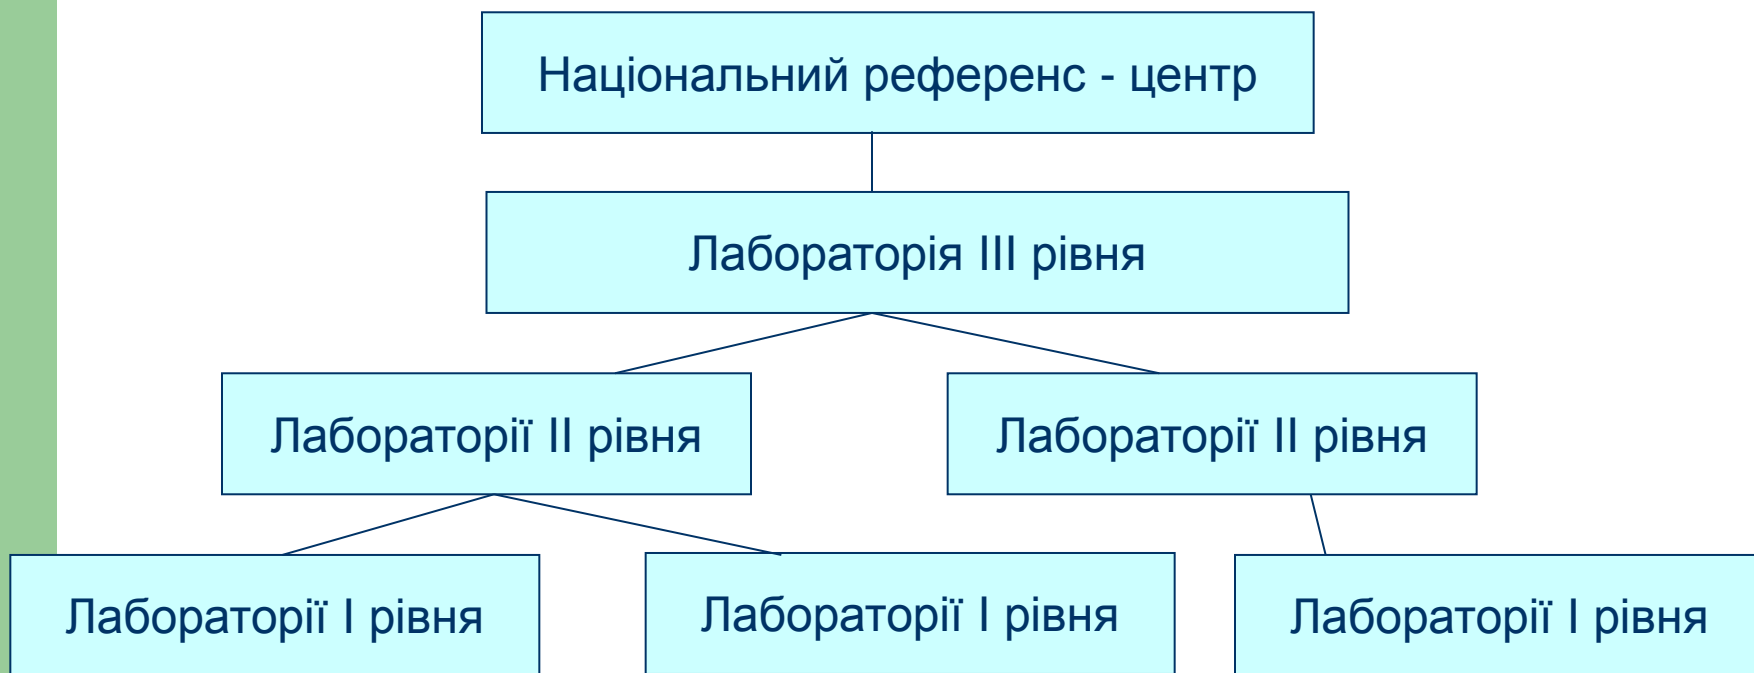 Національний референс - центр
Лабораторія III рівня
Лабораторії II рівня
Лабораторії II рівня
Лабораторії I рівня
Лабораторії I рівня
Лабораторії I рівня